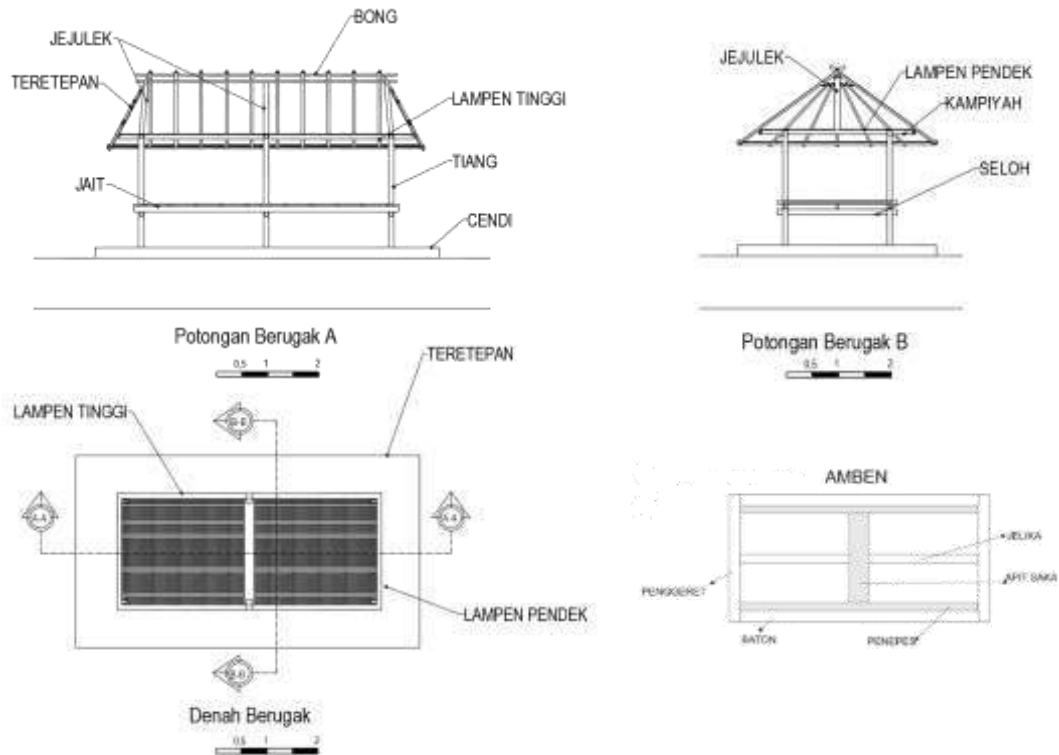 BONG
JEJULEK
TERETEPAN
LAMPEN TINGGI
TIANG
JAIT
CENDI
Potongan Berugak A
0,5 1 2
JEJULEK
LAMPEN PENDEK
KAMPIYAH
SELOH
Potongan Berugak B
0,5 1 2
TERETEPAN
LAMPEN TINGGI
B-B
A-A
A-A
LAMPEN PENDEK
B-B
Denah Berugak
0,5 1 2
AMBEN
JELIKA
APIT SAKA
PENGGERET
BATON
PENEPES